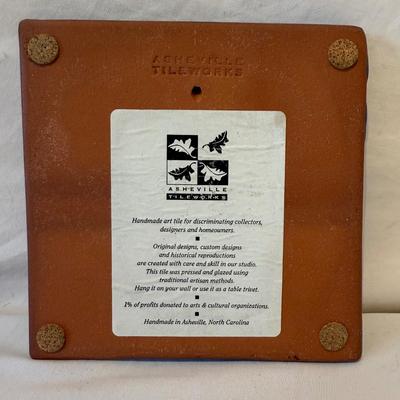 ASHEVILLE
TILEWORKS
ASHEVILLE
TILEWORKS
Handmade art tile for discriminating collectors,
designers and homeowners.
Original designs, custom designs
and historical reproductions
are created with care and skill in our studio.
This tile was pressed and glazed using
traditional artisan methods.
Hang it on your wall or use it as a table trivet.
1% of profits donated to arts & cultural organizations.
Handmade in Asheville, North Carolina